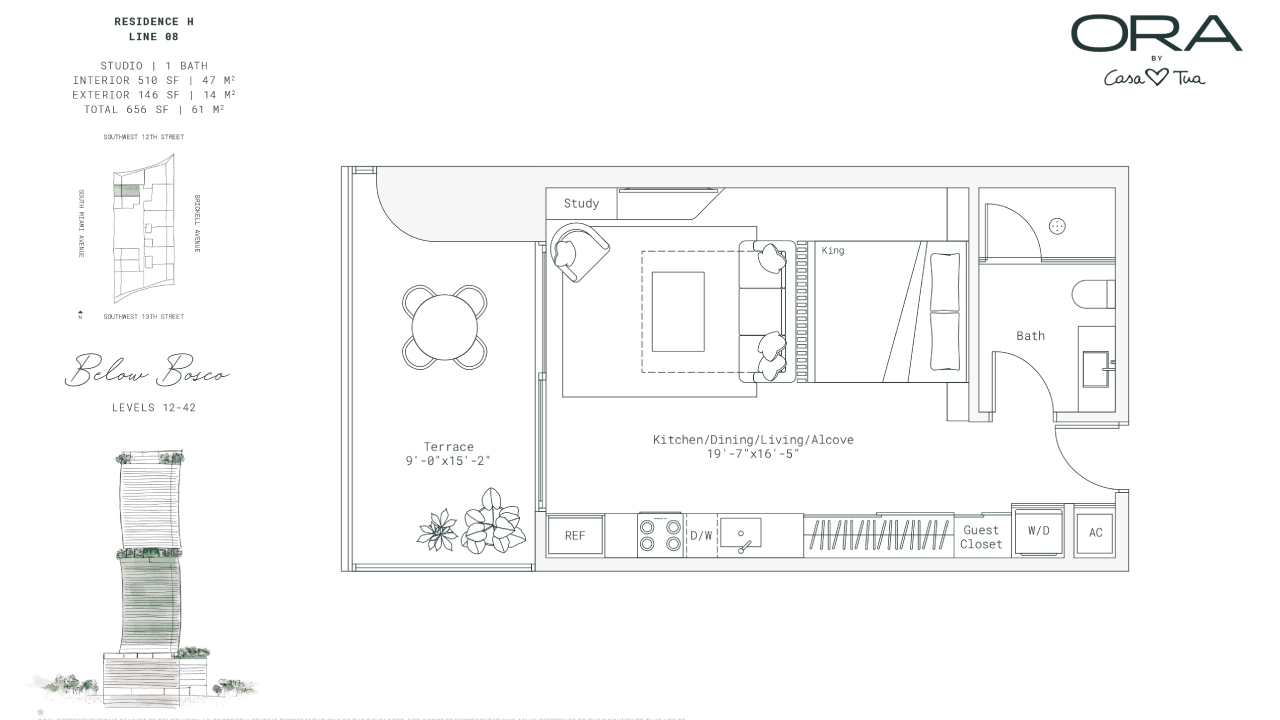 RESIDENCE H
LINE 08
STUDIO | 1 BATH
INTERIOR 510 SF | 47 M²
EXTERIOR 146 SF | 14 M²
TOTAL 656 SF | 61 M²
SOUTHWEST 12TH STREET
SOUTH MIAMI AVENUE
BRICKELL AVENUE
N
SOUTHWEST 13TH STREET
Below Bosco
LEVELS 12-42
ORA
BY
Casa Tua
Study
King
Bath
Terrace
9'-0"x15'-2"
Kitchen/Dining/Living/Alcove
19'-7"x16'-5"
REF
D/W
Guest
Closet
W/D
AC